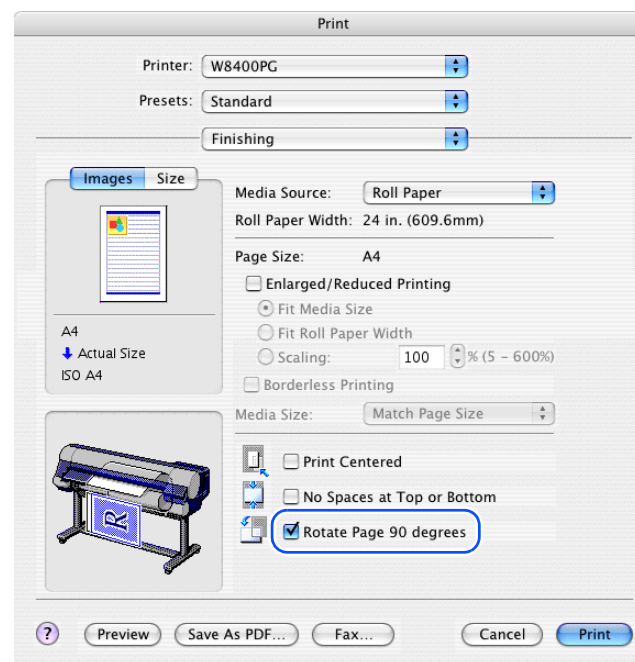 Print
Printer: W8400PG
Presets: Standard
Finishing
Images Size
Media Source: Roll Paper
Roll Paper Width: 24 in. (609.6mm)
Page Size: A4
Enlarged/Reduced Printing
Fit Media Size
Fit Roll Paper Width
Scaling: 100 % (5 – 600%)
Borderless Printing
Media Size: Match Page Size
A4
Actual Size
ISO A4
Print Centered
No Spaces at Top or Bottom
Rotate Page 90 degrees
R
? Preview Save As PDF... Fax... Cancel Print